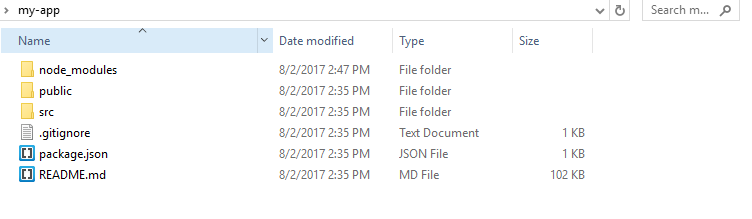 my-app Search m...
Name Date modified Type Size
node_modules 8/2/2017 2:47 PM File folder
public 8/2/2017 2:35 PM File folder
src 8/2/2017 2:35 PM File folder
.gitignore 8/2/2017 2:35 PM Text Document 1 KB
package.json 8/2/2017 2:35 PM JSON File 1 KB
README.md 8/2/2017 2:35 PM MD File 102 KB